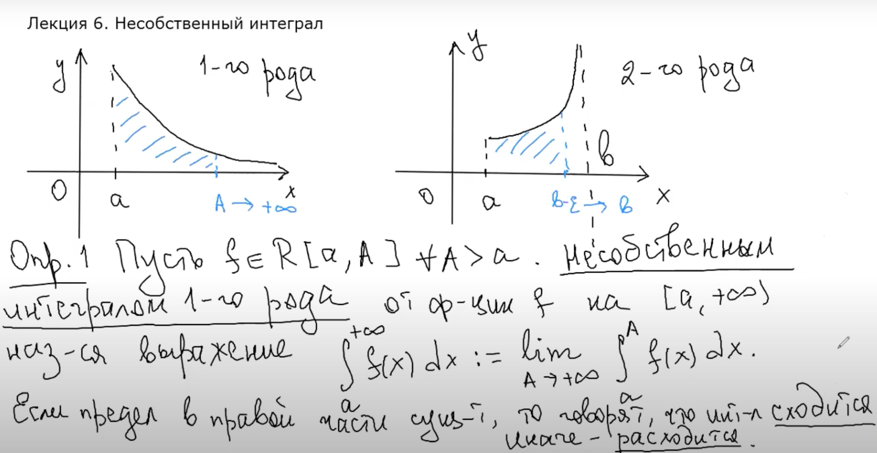 Лекция 6. Несобственный интеграл
y 1-го рода
0 a A → +∞ x
y 2-го рода
0 a b-ε → b b x
Опр.1 Пусть f ∈ R[a, A] ∀A > a. Несобственным
интегралом 1-го рода от ф-ции f на [a, +∞)
наз-ся выражение ∫_a^{+∞} f(x) dx := lim_{A→+∞} ∫_a^A f(x) dx.
Если предел в правой части сущ-т, то говорят, что инт-л сходится
иначе - расходится.